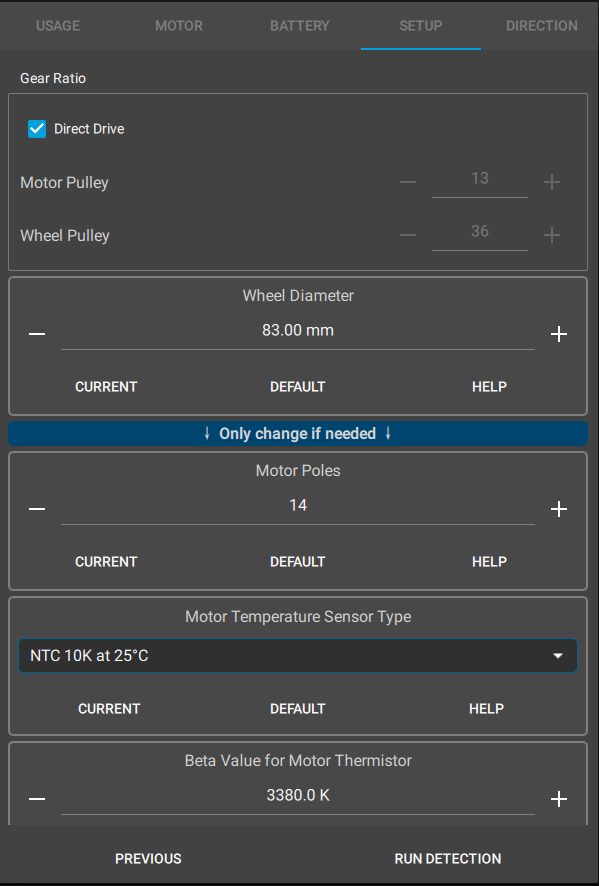 USAGE MOTOR BATTERY SETUP DIRECTION
Gear Ratio
Direct Drive
Motor Pulley 13
Wheel Pulley 36
Wheel Diameter
83.00 mm
CURRENT DEFAULT HELP
↓ Only change if needed ↓
Motor Poles
14
CURRENT DEFAULT HELP
Motor Temperature Sensor Type
NTC 10K at 25°C
CURRENT DEFAULT HELP
Beta Value for Motor Thermistor
3380.0 K
PREVIOUS RUN DETECTION